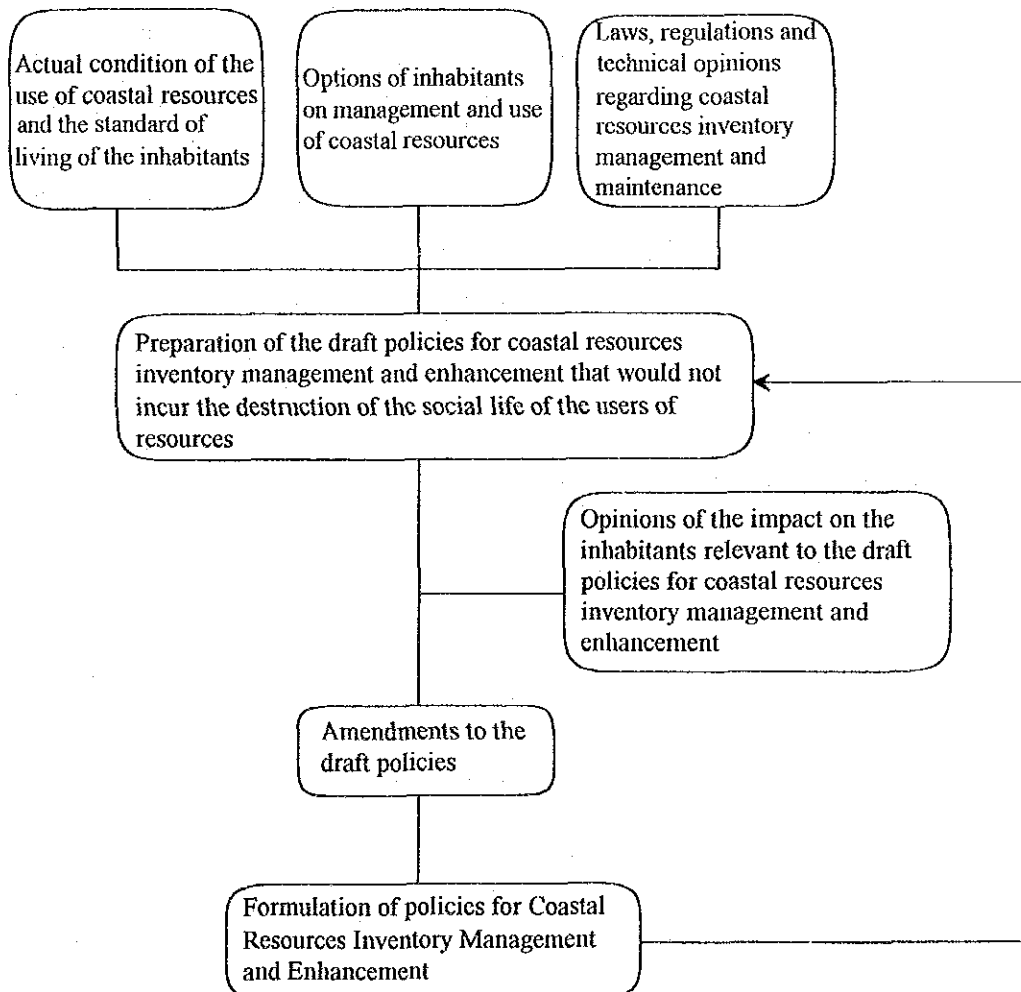 Actual condition of the
use of coastal resources
and the standard of
living of the inhabitants
Options of inhabitants
on management and use
of coastal resources
Laws, regulations and
technical opinions
regarding coastal
resources inventory
management and
maintenance
Preparation of the draft policies for coastal resources
inventory management and enhancement that would not
incur the destruction of the social life of the users of
resources
Opinions of the impact on the
inhabitants relevant to the draft
policies for coastal resources
inventory management and
enhancement
Amendments to the
draft policies
Formulation of policies for Coastal
Resources Inventory Management
and Enhancement